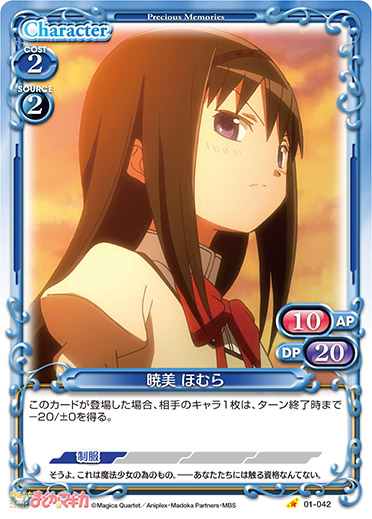 Precious Memories
Character
COST
2
SOURCE
2
10 AP
DP 20
暁美 ほむら
このカードが登場した場合、相手のキャラ1枚は、ターン終了時まで
−20/±0を得る。
制服
そうよ、これは魔法少女の為のもの。――あなたたちには触る資格なんてない。
まどか☆マギカ
©Magica Quartet／Aniplex・Madoka Partners・MBS
01-042